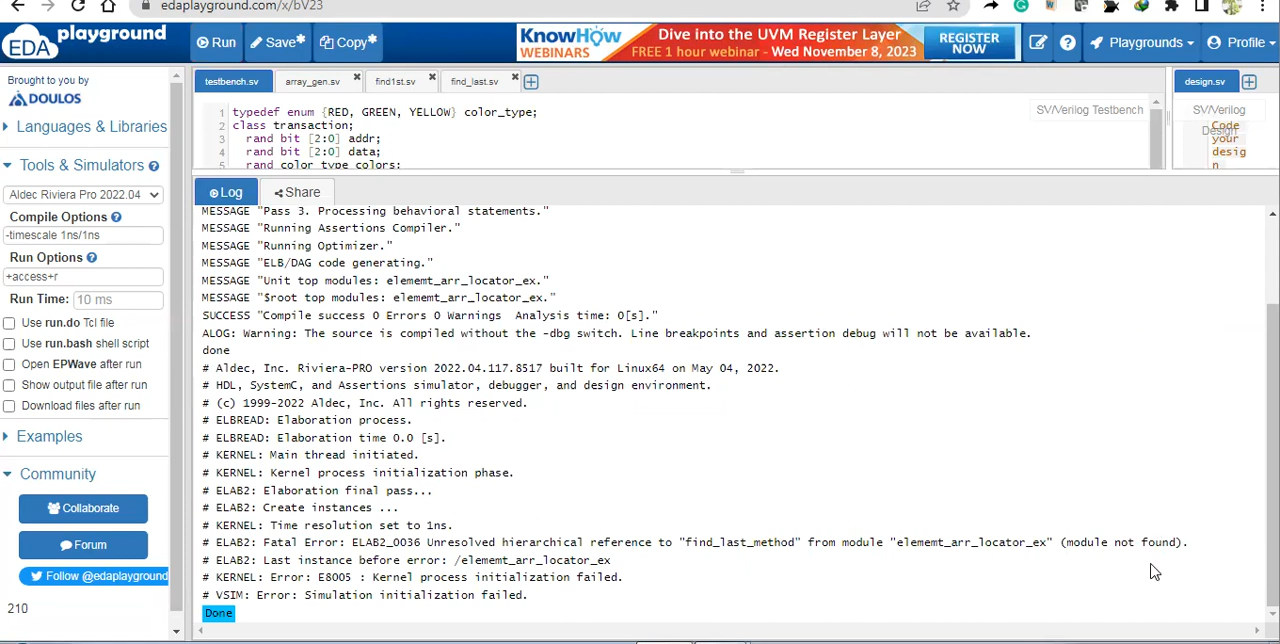 edaplayground.com/x/bV23
EDA playground
Run
Save*
Copy*
KnowHow
WEBINARS
Dive into the UVM Register Layer
FREE 1 hour webinar - Wed November 8, 2023
REGISTER
NOW
Playgrounds
Profile
Brought to you by
DOULOS
Languages & Libraries
Tools & Simulators
Aldec Riviera Pro 2022.04
Compile Options
-timescale 1ns/1ns
Run Options
+access+r
Run Time: 10 ms
Use run.do Tcl file
Use run.bash shell script
Open EPWave after run
Show output file after run
Download files after run
Examples
Community
Collaborate
Forum
Follow @edaplayground
210
testbench.sv
array_gen.sv
find1st.sv
find_last.sv
1 typedef enum {RED, GREEN, YELLOW} color_type;
2 class transaction;
3 rand bit [2:0] addr;
4 rand bit [2:0] data;
5 rand color_type colors;
SV/Verilog Testbench
design.sv
SV/Verilog
Design
Code
your
desig
n
Log
Share
MESSAGE "Pass 3. Processing behavioral statements."
MESSAGE "Running Assertions Compiler."
MESSAGE "Running Optimizer."
MESSAGE "ELB/DAG code generating."
MESSAGE "Unit top modules: elememt_arr_locator_ex."
MESSAGE "$root top modules: elememt_arr_locator_ex."
SUCCESS "Compile success 0 Errors 0 Warnings Analysis time: 0[s]."
ALOG: Warning: The source is compiled without the -dbg switch. Line breakpoints and assertion debug will not be available.
done
# Aldec, Inc. Riviera-PRO version 2022.04.117.8517 built for Linux64 on May 04, 2022.
# HDL, SystemC, and Assertions simulator, debugger, and design environment.
# (c) 1999-2022 Aldec, Inc. All rights reserved.
# ELBREAD: Elaboration process.
# ELBREAD: Elaboration time 0.0 [s].
# KERNEL: Main thread initiated.
# KERNEL: Kernel process initialization phase.
# ELAB2: Elaboration final pass...
# ELAB2: Create instances ...
# KERNEL: Time resolution set to 1ns.
# ELAB2: Fatal Error: ELAB2_0036 Unresolved hierarchical reference to "find_last_method" from module "elememt_arr_locator_ex" (module not found).
# ELAB2: Last instance before error: /elememt_arr_locator_ex
# KERNEL: Error: E8005 : Kernel process initialization failed.
# VSIM: Error: Simulation initialization failed.
Done